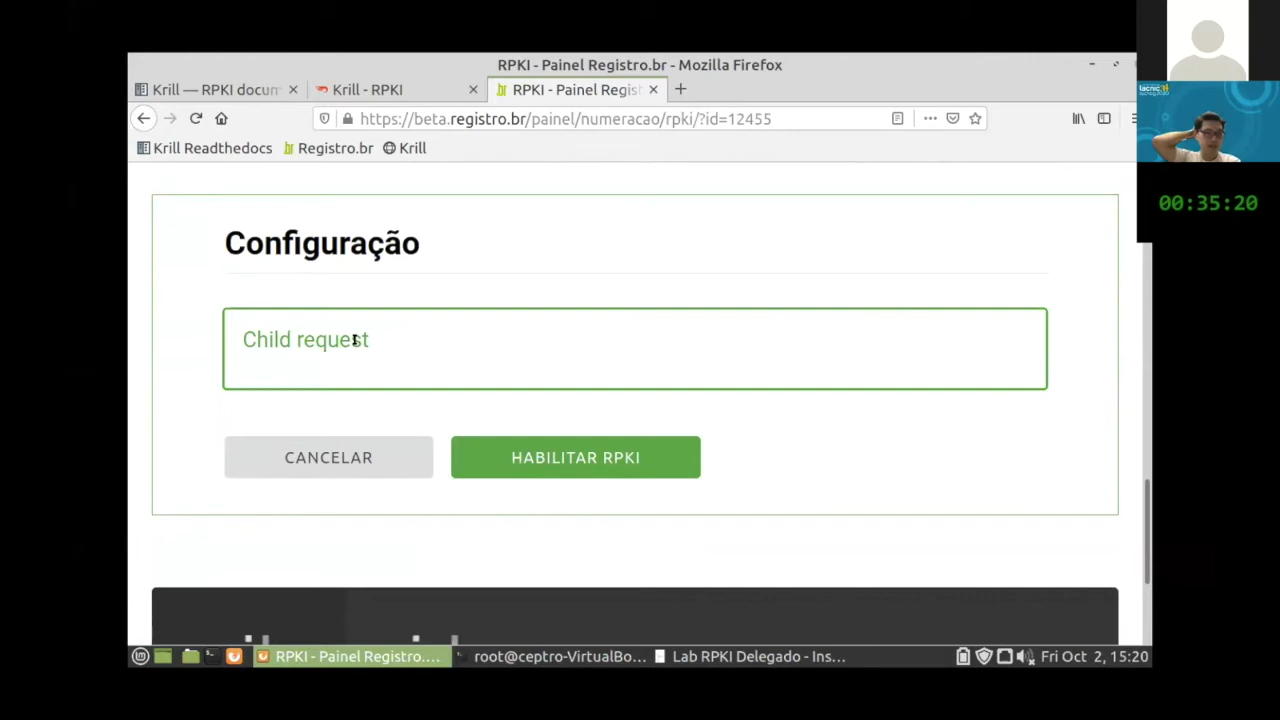 RPKI - Painel Registro.br - Mozilla Firefox
Krill — RPKI docum
Krill - RPKI
RPKI - Painel Regist
https://beta.registro.br/painel/numeracao/rpki/?id=12455
Krill Readthedocs
Registro.br
Krill
lacnic
00:35:20
Configuração
Child request
CANCELAR
HABILITAR RPKI
RPKI - Painel Registro....
root@ceptro-VirtualBo...
Lab RPKI Delegado - Ins...
Fri Oct 2, 15:20